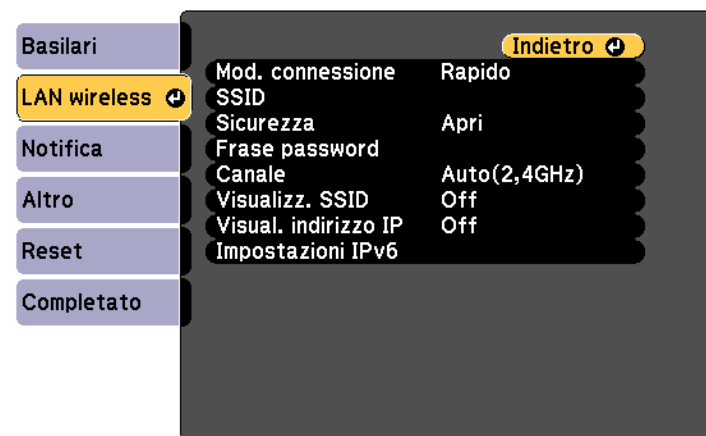 Basilari
LAN wireless
Notifica
Altro
Reset
Completato
Indietro
Mod. connessione Rapido
SSID
Sicurezza Apri
Frase password
Canale Auto(2,4GHz)
Visualizz. SSID Off
Visual. indirizzo IP Off
Impostazioni IPv6